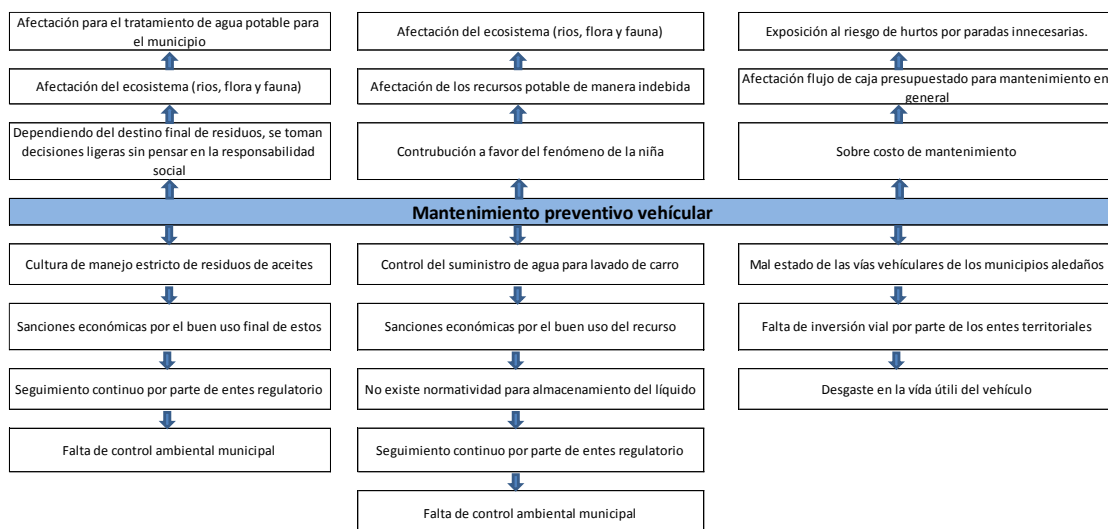 Afectación para el tratamiento de agua potable para
el municipio
Afectación del ecosistema (rios, flora y fauna)
Exposición al riesgo de hurtos por paradas innecesarias.
Afectación del ecosistema (rios, flora y fauna)
Afectación de los recursos potable de manera indebida
Afectación flujo de caja presupuestado para mantenimiento en
general
Dependiendo del destino final de residuos, se toman
decisiones ligeras sin pensar en la responsabilidad
social
Contrubución a favor del fenómeno de la niña
Sobre costo de mantenimiento
Mantenimiento preventivo vehícular
Cultura de manejo estricto de residuos de aceites
Control del suministro de agua para lavado de carro
Mal estado de las vías vehículares de los municipios aledaños
Sanciones económicas por el buen uso final de estos
Sanciones económicas por el buen uso del recurso
Falta de inversión vial por parte de los entes territoriales
Seguimiento continuo por parte de entes regulatorio
No existe normatividad para almacenamiento del líquido
Desgaste en la vída útili del vehículo
Falta de control ambiental municipal
Seguimiento continuo por parte de entes regulatorio
Falta de control ambiental municipal